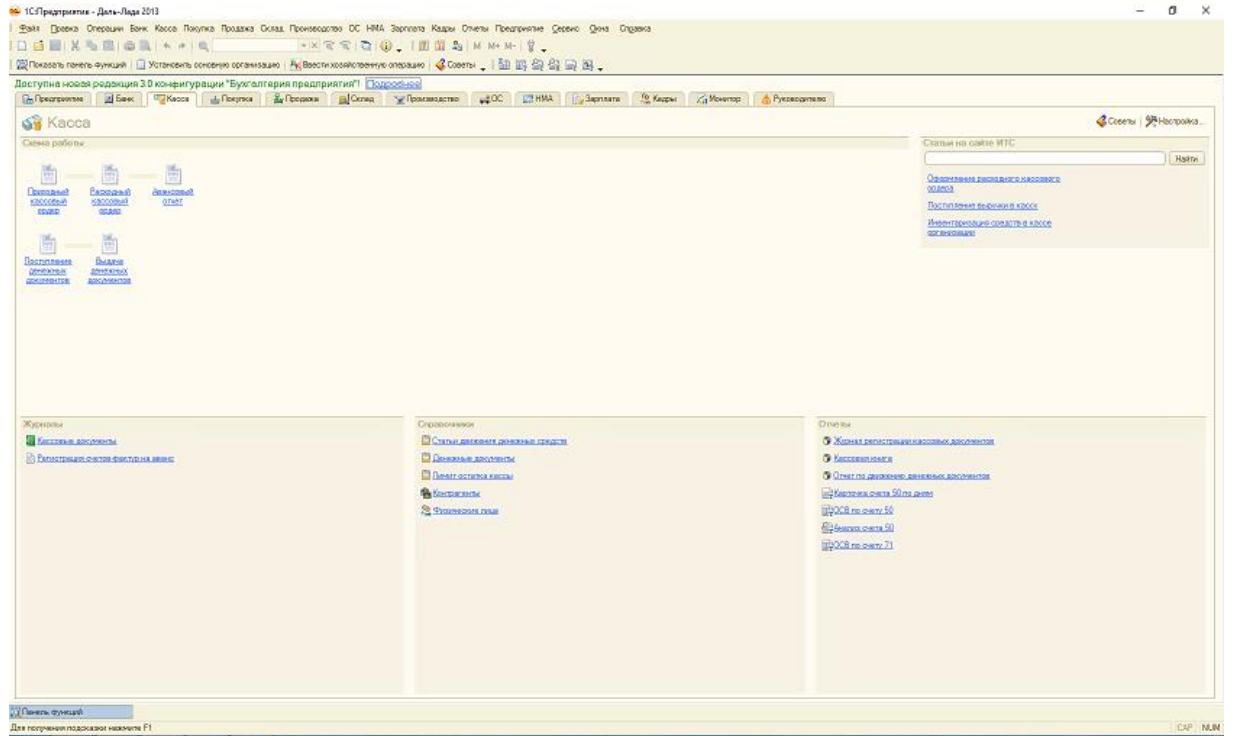 1С:Предприятие - Даль-Лада 2013
Файл Правка Операции Банк Касса Покупка Продажа Склад Производство ОС НМА Зарплата Кадры Отчеты Предприятие Сервис Окна Справка
M M+ M-
Показать панель функций Установить основную организацию Ввести хозяйственную операцию Советы
Доступна новая редакция 3.0 конфигурации "Бухгалтерия предприятия"! Подробнее
Предприятие Банк Касса Покупка Продажа Склад Производство ОС НМА Зарплата Кадры Монитор Руководителю
Касса
Советы Настройка...
Схема работы
Приходный кассовый ордер
Расходный кассовый ордер
Авансовый отчет
Поступление денежных документов
Выдача денежных документов
Статьи на сайте ИТС
Найти
Оформление расходного кассового
ордера
Поступление выручки в кассу
Инвентаризация средств в кассе
организации
Журналы
Кассовые документы
Регистрация счетов-фактур на аванс
Справочники
Статьи движения денежных средств
Денежные документы
Лимит остатка кассы
Контрагенты
Физические лица
Отчеты
Журнал регистрации кассовых документов
Кассовая книга
Отчет по движению денежных документов
Карточка счета 50 по дням
ОСВ по счету 50
Анализ счета 50
ОСВ по счету 71
Панель функций
Для получения подсказки нажмите F1
CAP NUM